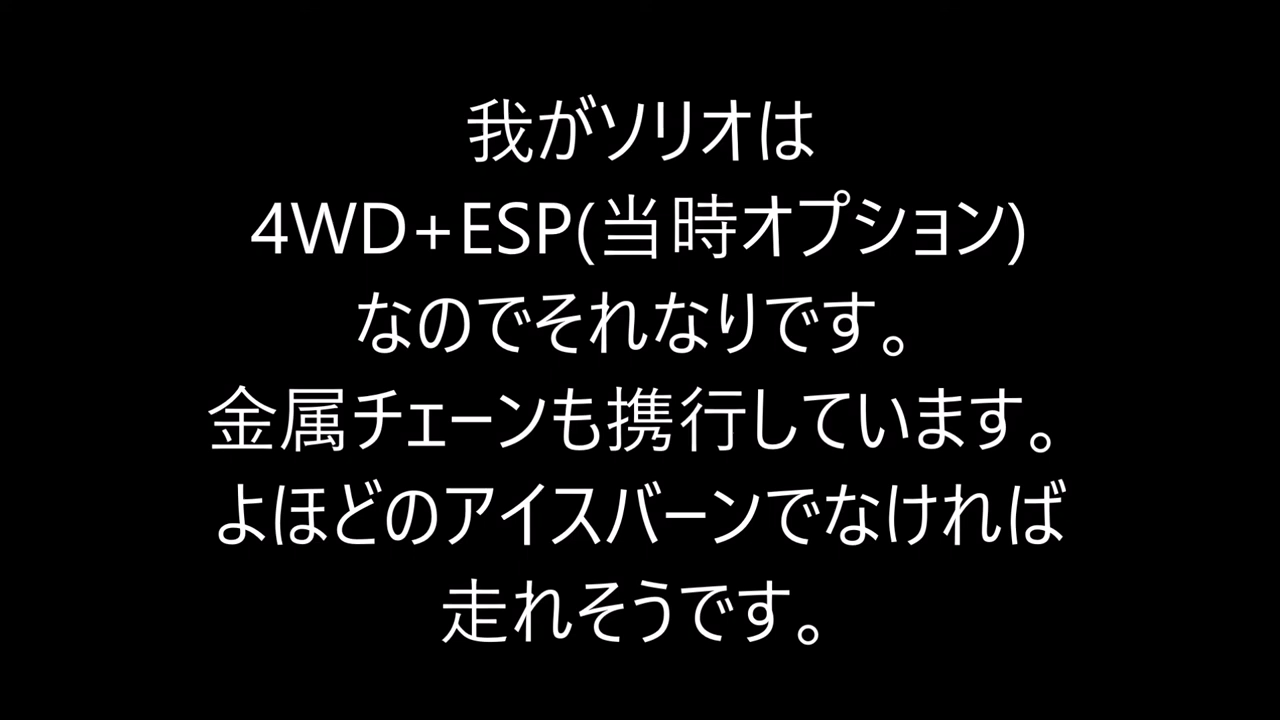 我がソリオは
4WD+ESP(当時オプション)
なのでそれなりです。
金属チェーンも携行しています。
よほどのアイスバーンでなければ
走れそうです。